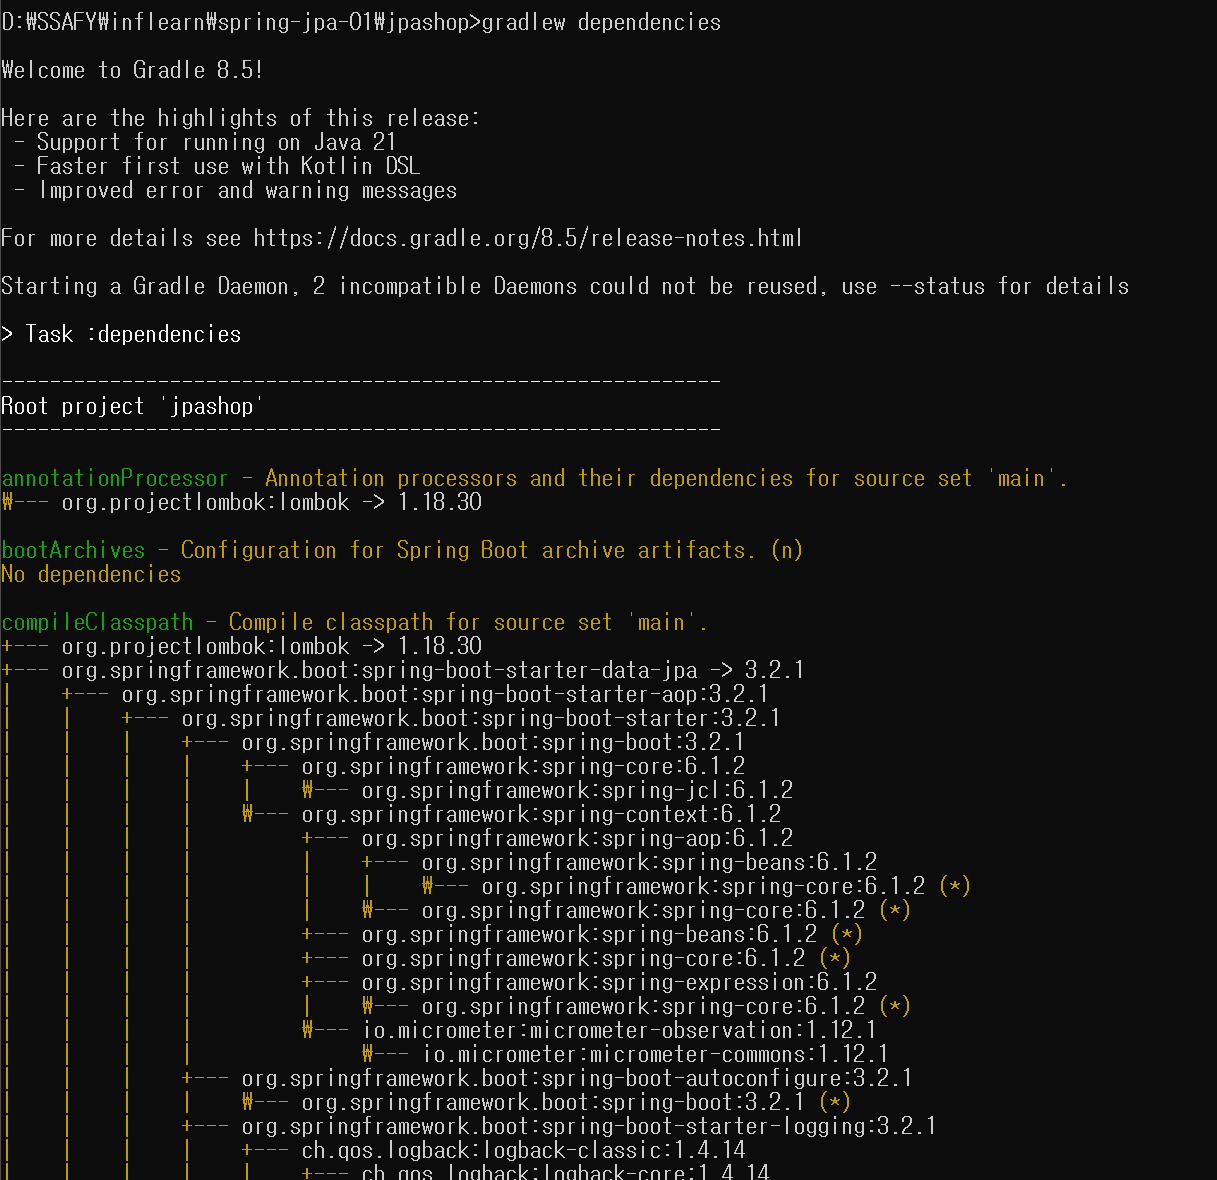 D:₩SSAFY₩inflearn₩spring-jpa-01₩jpashop>gradlew dependencies
Welcome to Gradle 8.5!
Here are the highlights of this release:
 - Support for running on Java 21
 - Faster first use with Kotlin DSL
 - Improved error and warning messages
For more details see https://docs.gradle.org/8.5/release-notes.html
Starting a Gradle Daemon, 2 incompatible Daemons could not be reused, use --status for details
> Task :dependencies
------------------------------------------------------------
Root project 'jpashop'
------------------------------------------------------------
annotationProcessor - Annotation processors and their dependencies for source set 'main'.
₩--- org.projectlombok:lombok -> 1.18.30
bootArchives - Configuration for Spring Boot archive artifacts. (n)
No dependencies
compileClasspath - Compile classpath for source set 'main'.
+--- org.projectlombok:lombok -> 1.18.30
+--- org.springframework.boot:spring-boot-starter-data-jpa -> 3.2.1
|    +--- org.springframework.boot:spring-boot-starter-aop:3.2.1
|    |    +--- org.springframework.boot:spring-boot-starter:3.2.1
|    |    |    +--- org.springframework.boot:spring-boot:3.2.1
|    |    |    |    +--- org.springframework:spring-core:6.1.2
|    |    |    |    |    ₩--- org.springframework:spring-jcl:6.1.2
|    |    |    |    ₩--- org.springframework:spring-context:6.1.2
|    |    |    |         +--- org.springframework:spring-aop:6.1.2
|    |    |    |         |    +--- org.springframework:spring-beans:6.1.2
|    |    |    |         |    |    ₩--- org.springframework:spring-core:6.1.2 (*)
|    |    |    |         |    ₩--- org.springframework:spring-core:6.1.2 (*)
|    |    |    |         +--- org.springframework:spring-beans:6.1.2 (*)
|    |    |    |         +--- org.springframework:spring-core:6.1.2 (*)
|    |    |    |         +--- org.springframework:spring-expression:6.1.2
|    |    |    |         |    ₩--- org.springframework:spring-core:6.1.2 (*)
|    |    |    |         ₩--- io.micrometer:micrometer-observation:1.12.1
|    |    |    |              ₩--- io.micrometer:micrometer-commons:1.12.1
|    |    |    +--- org.springframework.boot:spring-boot-autoconfigure:3.2.1
|    |    |    |    ₩--- org.springframework.boot:spring-boot:3.2.1 (*)
|    |    |    +--- org.springframework.boot:spring-boot-starter-logging:3.2.1
|    |    |    |    +--- ch.qos.logback:logback-classic:1.4.14
|    |    |    |    |    +--- ch.qos.logback:logback-core:1.4.14